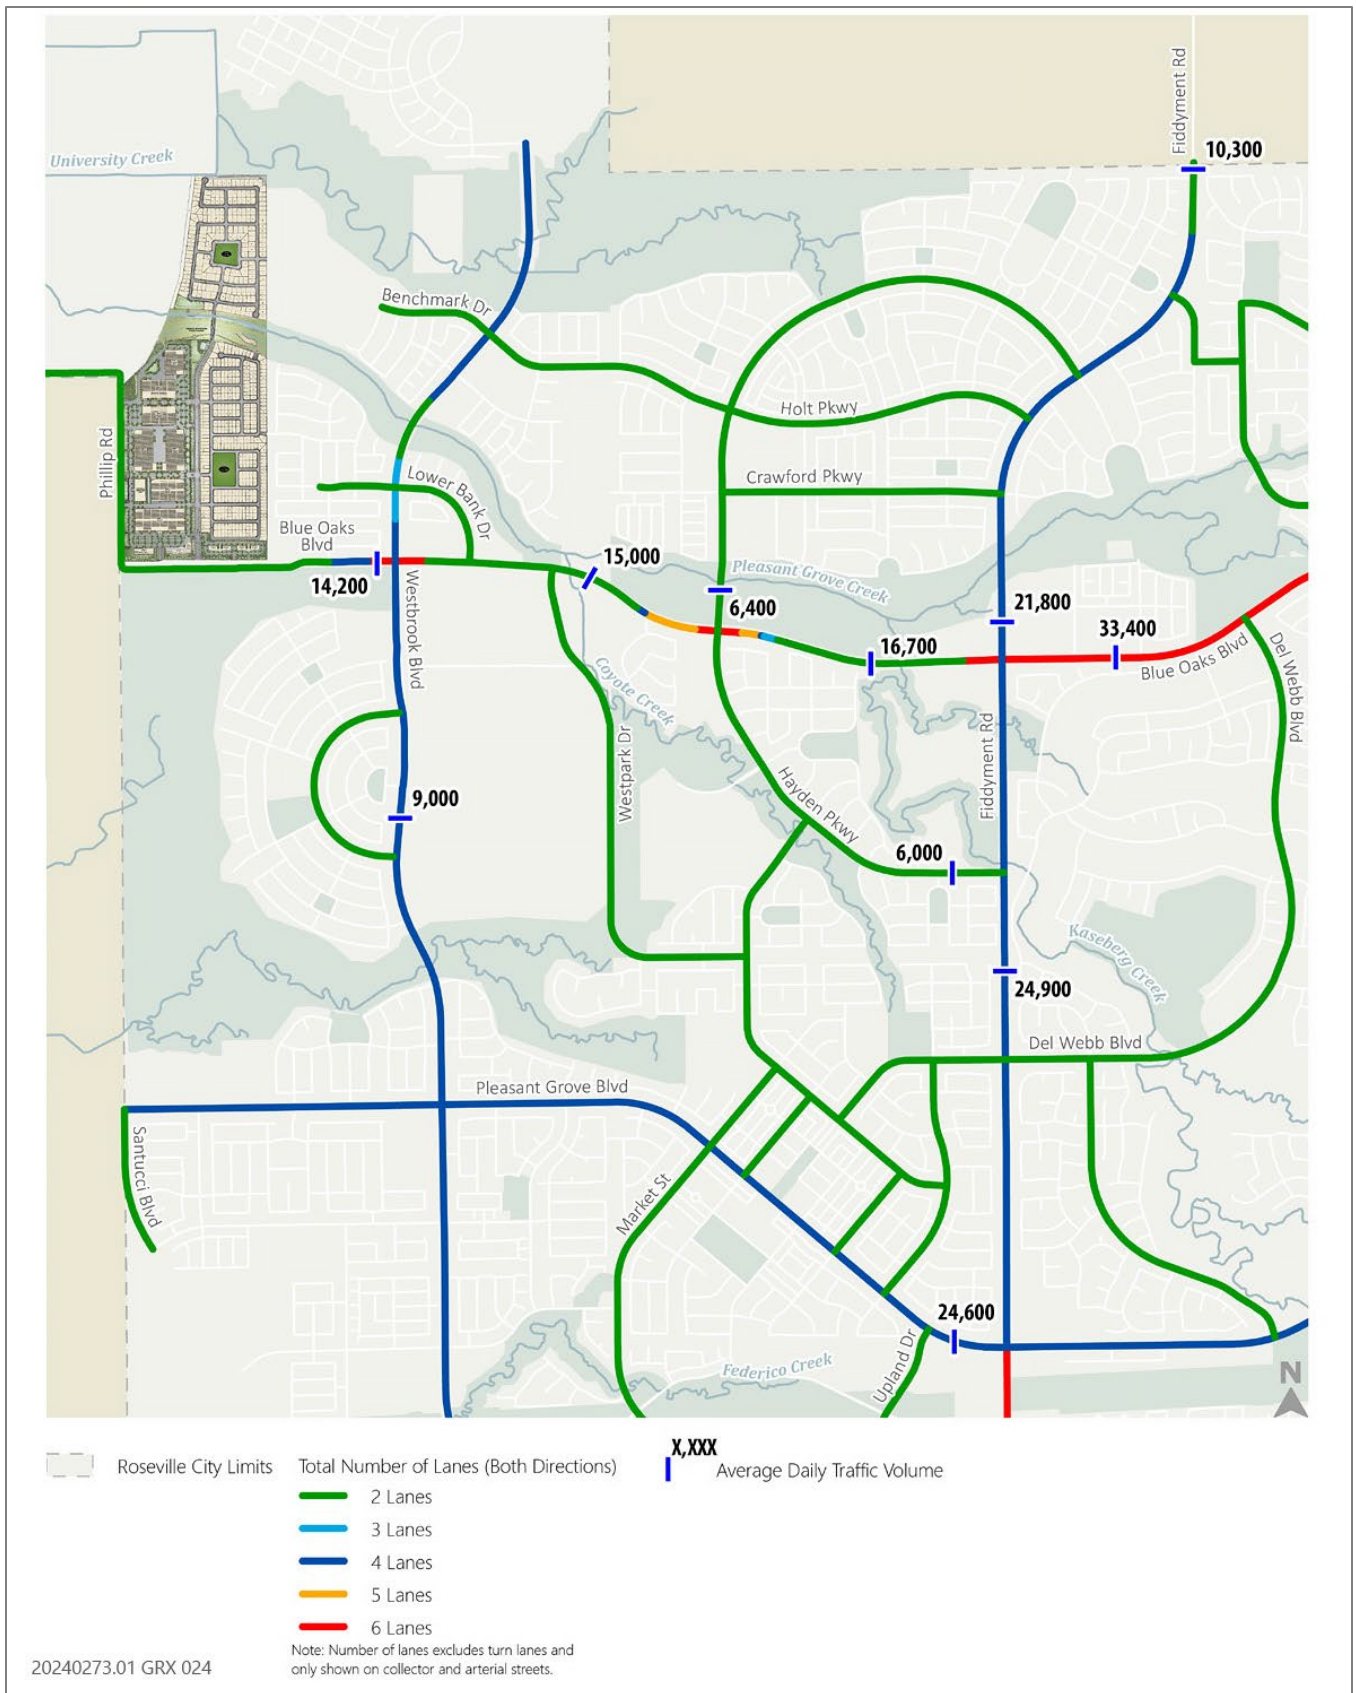 Fiddyment Rd
10,300
University Creek
Benchmark Dr
Holt Pkwy
Crawford Pkwy
Phillip Rd
Lower Bank Dr
Blue Oaks
Blvd
14,200
15,000
Pleasant Grove Creek
6,400
21,800
33,400
16,700
Blue Oaks Blvd
Del Webb Blvd
Westbrook Blvd
Coyote Creek
Westpark Dr
Fiddyment Rd
9,000
Hayden Pkwy
6,000
Kaseberg Creek
24,900
Del Webb Blvd
Pleasant Grove Blvd
Santucci Blvd
Market St
24,600
Upland Dr
Federico Creek
N
Roseville City Limits
Total Number of Lanes (Both Directions)
2 Lanes
3 Lanes
4 Lanes
5 Lanes
6 Lanes
Note: Number of lanes excludes turn lanes and
only shown on collector and arterial streets.
X,XXX
Average Daily Traffic Volume
20240273.01 GRX 024